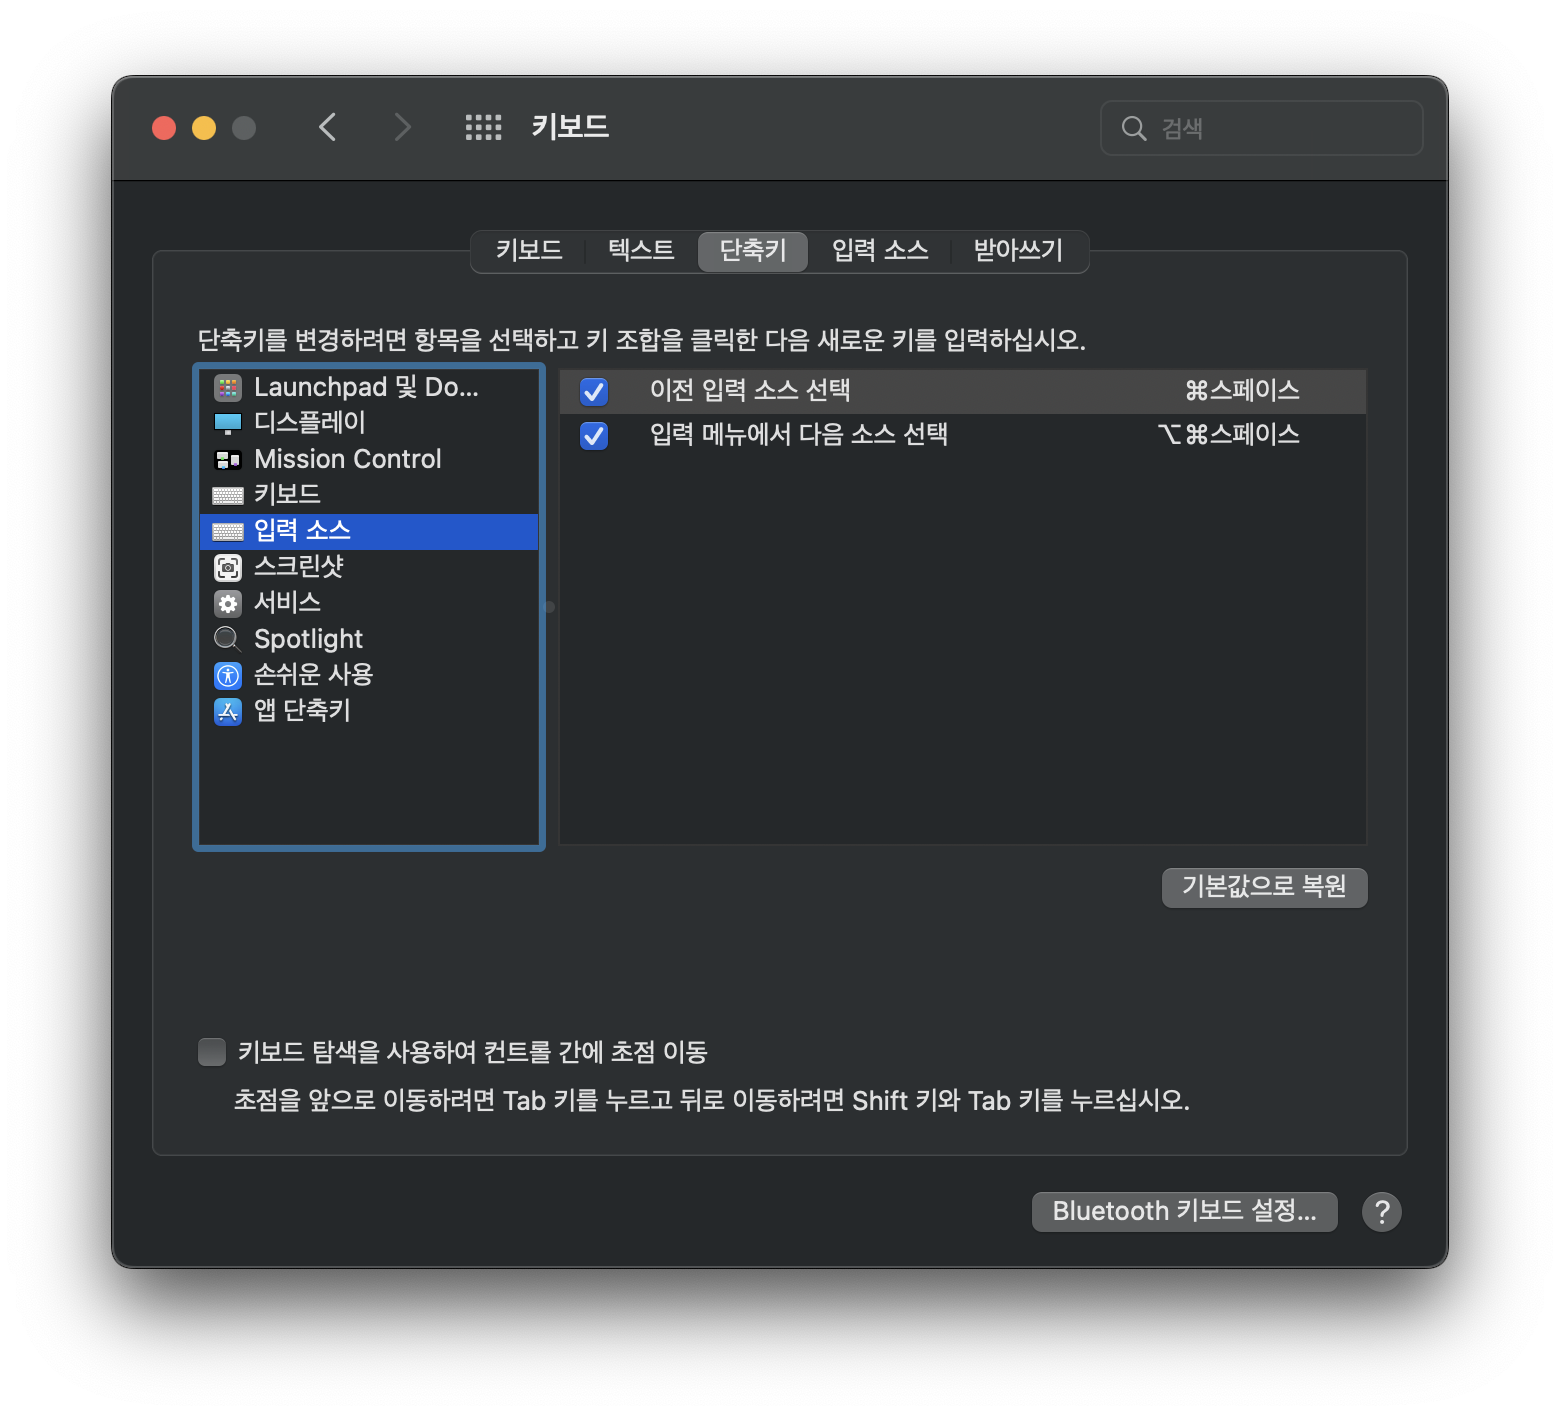 키보드
검색
키보드
텍스트
단축키
입력 소스
받아쓰기
단축키를 변경하려면 항목을 선택하고 키 조합을 클릭한 다음 새로운 키를 입력하십시오.
Launchpad 및 Do...
디스플레이
Mission Control
키보드
입력 소스
스크린샷
서비스
Spotlight
손쉬운 사용
앱 단축키
이전 입력 소스 선택 ⌘스페이스
입력 메뉴에서 다음 소스 선택 ⌥⌘스페이스
기본값으로 복원
키보드 탐색을 사용하여 컨트롤 간에 초점 이동
초점을 앞으로 이동하려면 Tab 키를 누르고 뒤로 이동하려면 Shift 키와 Tab 키를 누르십시오.
Bluetooth 키보드 설정...
?